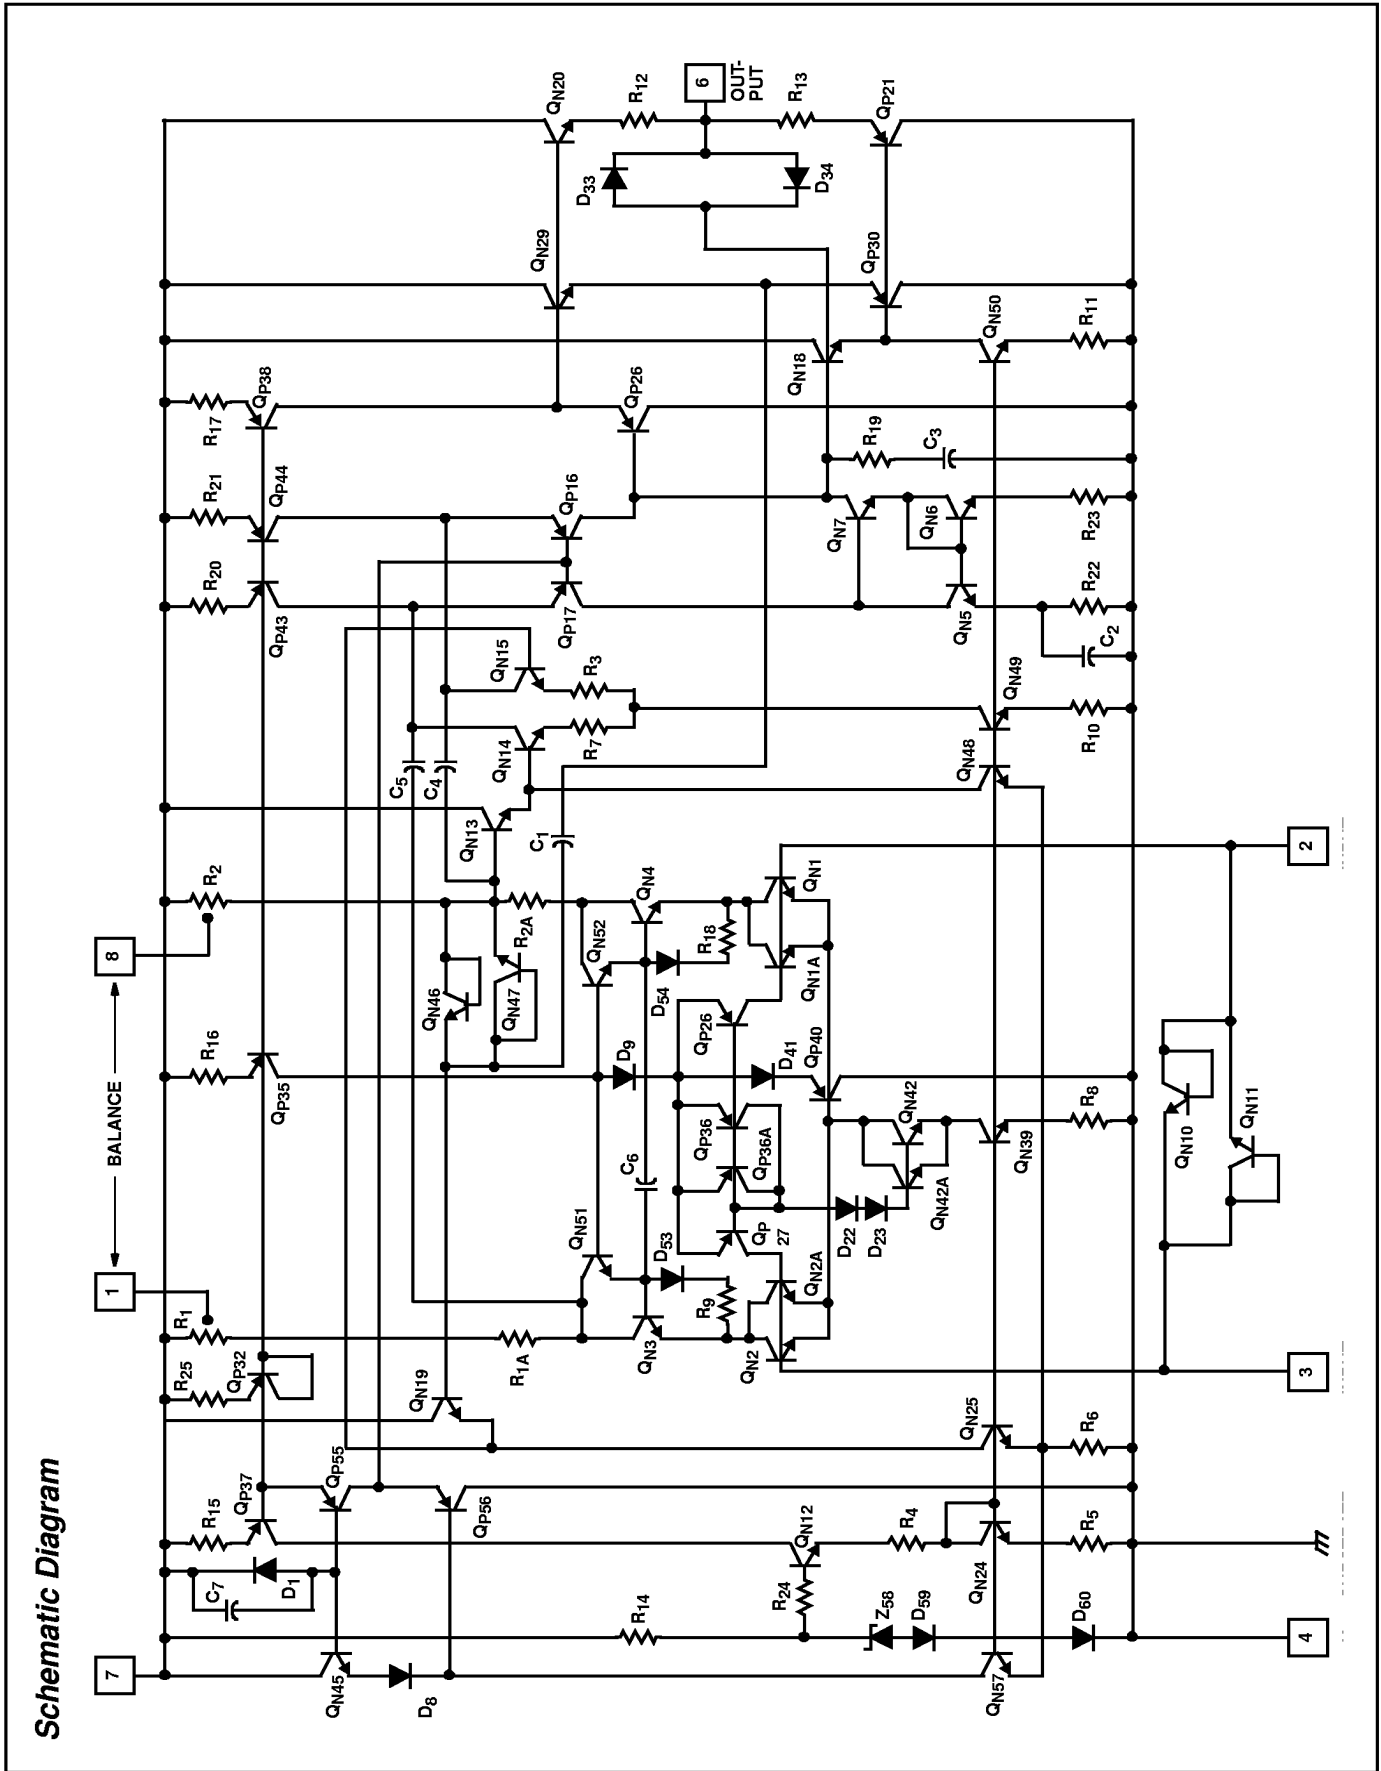 Schematic Diagram
7
1
BALANCE
8
C7
D1
R15
QP37
R25
QP32
R1
R16
QP35
R2
R20
QP43
R21
QP44
R17
QP38
QN45
D8
QP55
QP56
QN19
R1A
QN46
QN47
R2A
QN13
C5
C4
C1
QN14
R7
QN15
R3
QP17
QP16
QP26
QN29
QN20
R12
6
OUT-
PUT
R13
D33
D34
QP21
QP30
R14
R24
QN12
Z58
D59
D60
R4
QN24
R5
QN57
QN25
R6
QN3
QN51
D53
R9
C6
D9
QN52
D54
QN4
R18
QN2
QN2A
QP
27
QP36
QP36A
QP26
D41
QP40
QN1A
QN1
D22
D23
QN42A
QN42
QN39
R8
QN48
QN49
R10
C2
R22
QN5
QN6
QN7
R23
R19
C3
QN18
QN50
R11
QN10
QN11
4
3
2